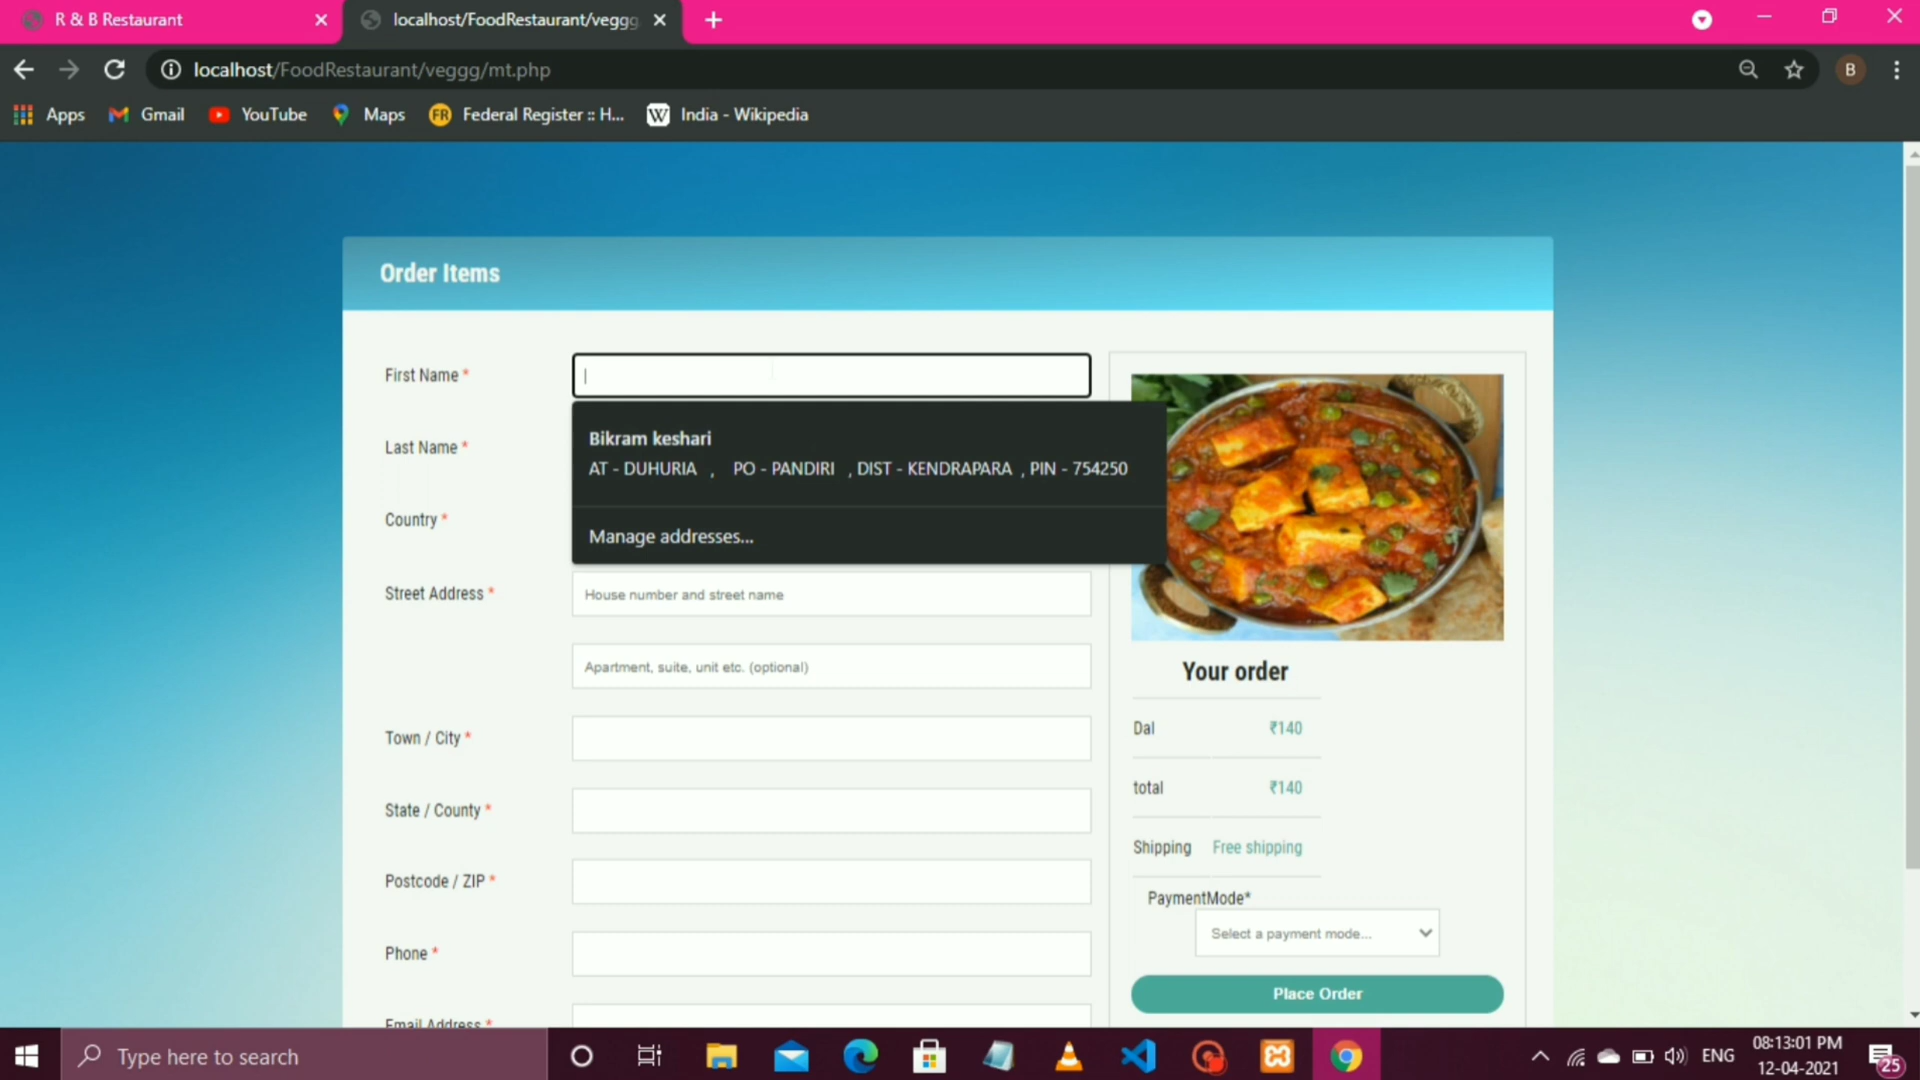 R & B Restaurant
localhost/FoodRestaurant/veggg
localhost/FoodRestaurant/veggg/mt.php
B
Apps
Gmail
YouTube
Maps
FR
Federal Register :: H...
W
India - Wikipedia
Order Items
First Name *
Bikram keshari
AT - DUHURIA , PO - PANDIRI , DIST - KENDRAPARA , PIN - 754250
Manage addresses...
Last Name *
Country *
Street Address *
House number and street name
Apartment, suite, unit etc. (optional)
Town / City *
State / County *
Postcode / ZIP *
Phone *
Email Address *
Your order
Dal ₹140
total ₹140
Shipping Free shipping
PaymentMode*
Select a payment mode...
Place Order
Type here to search
ENG
08:13:01 PM
12-04-2021
25